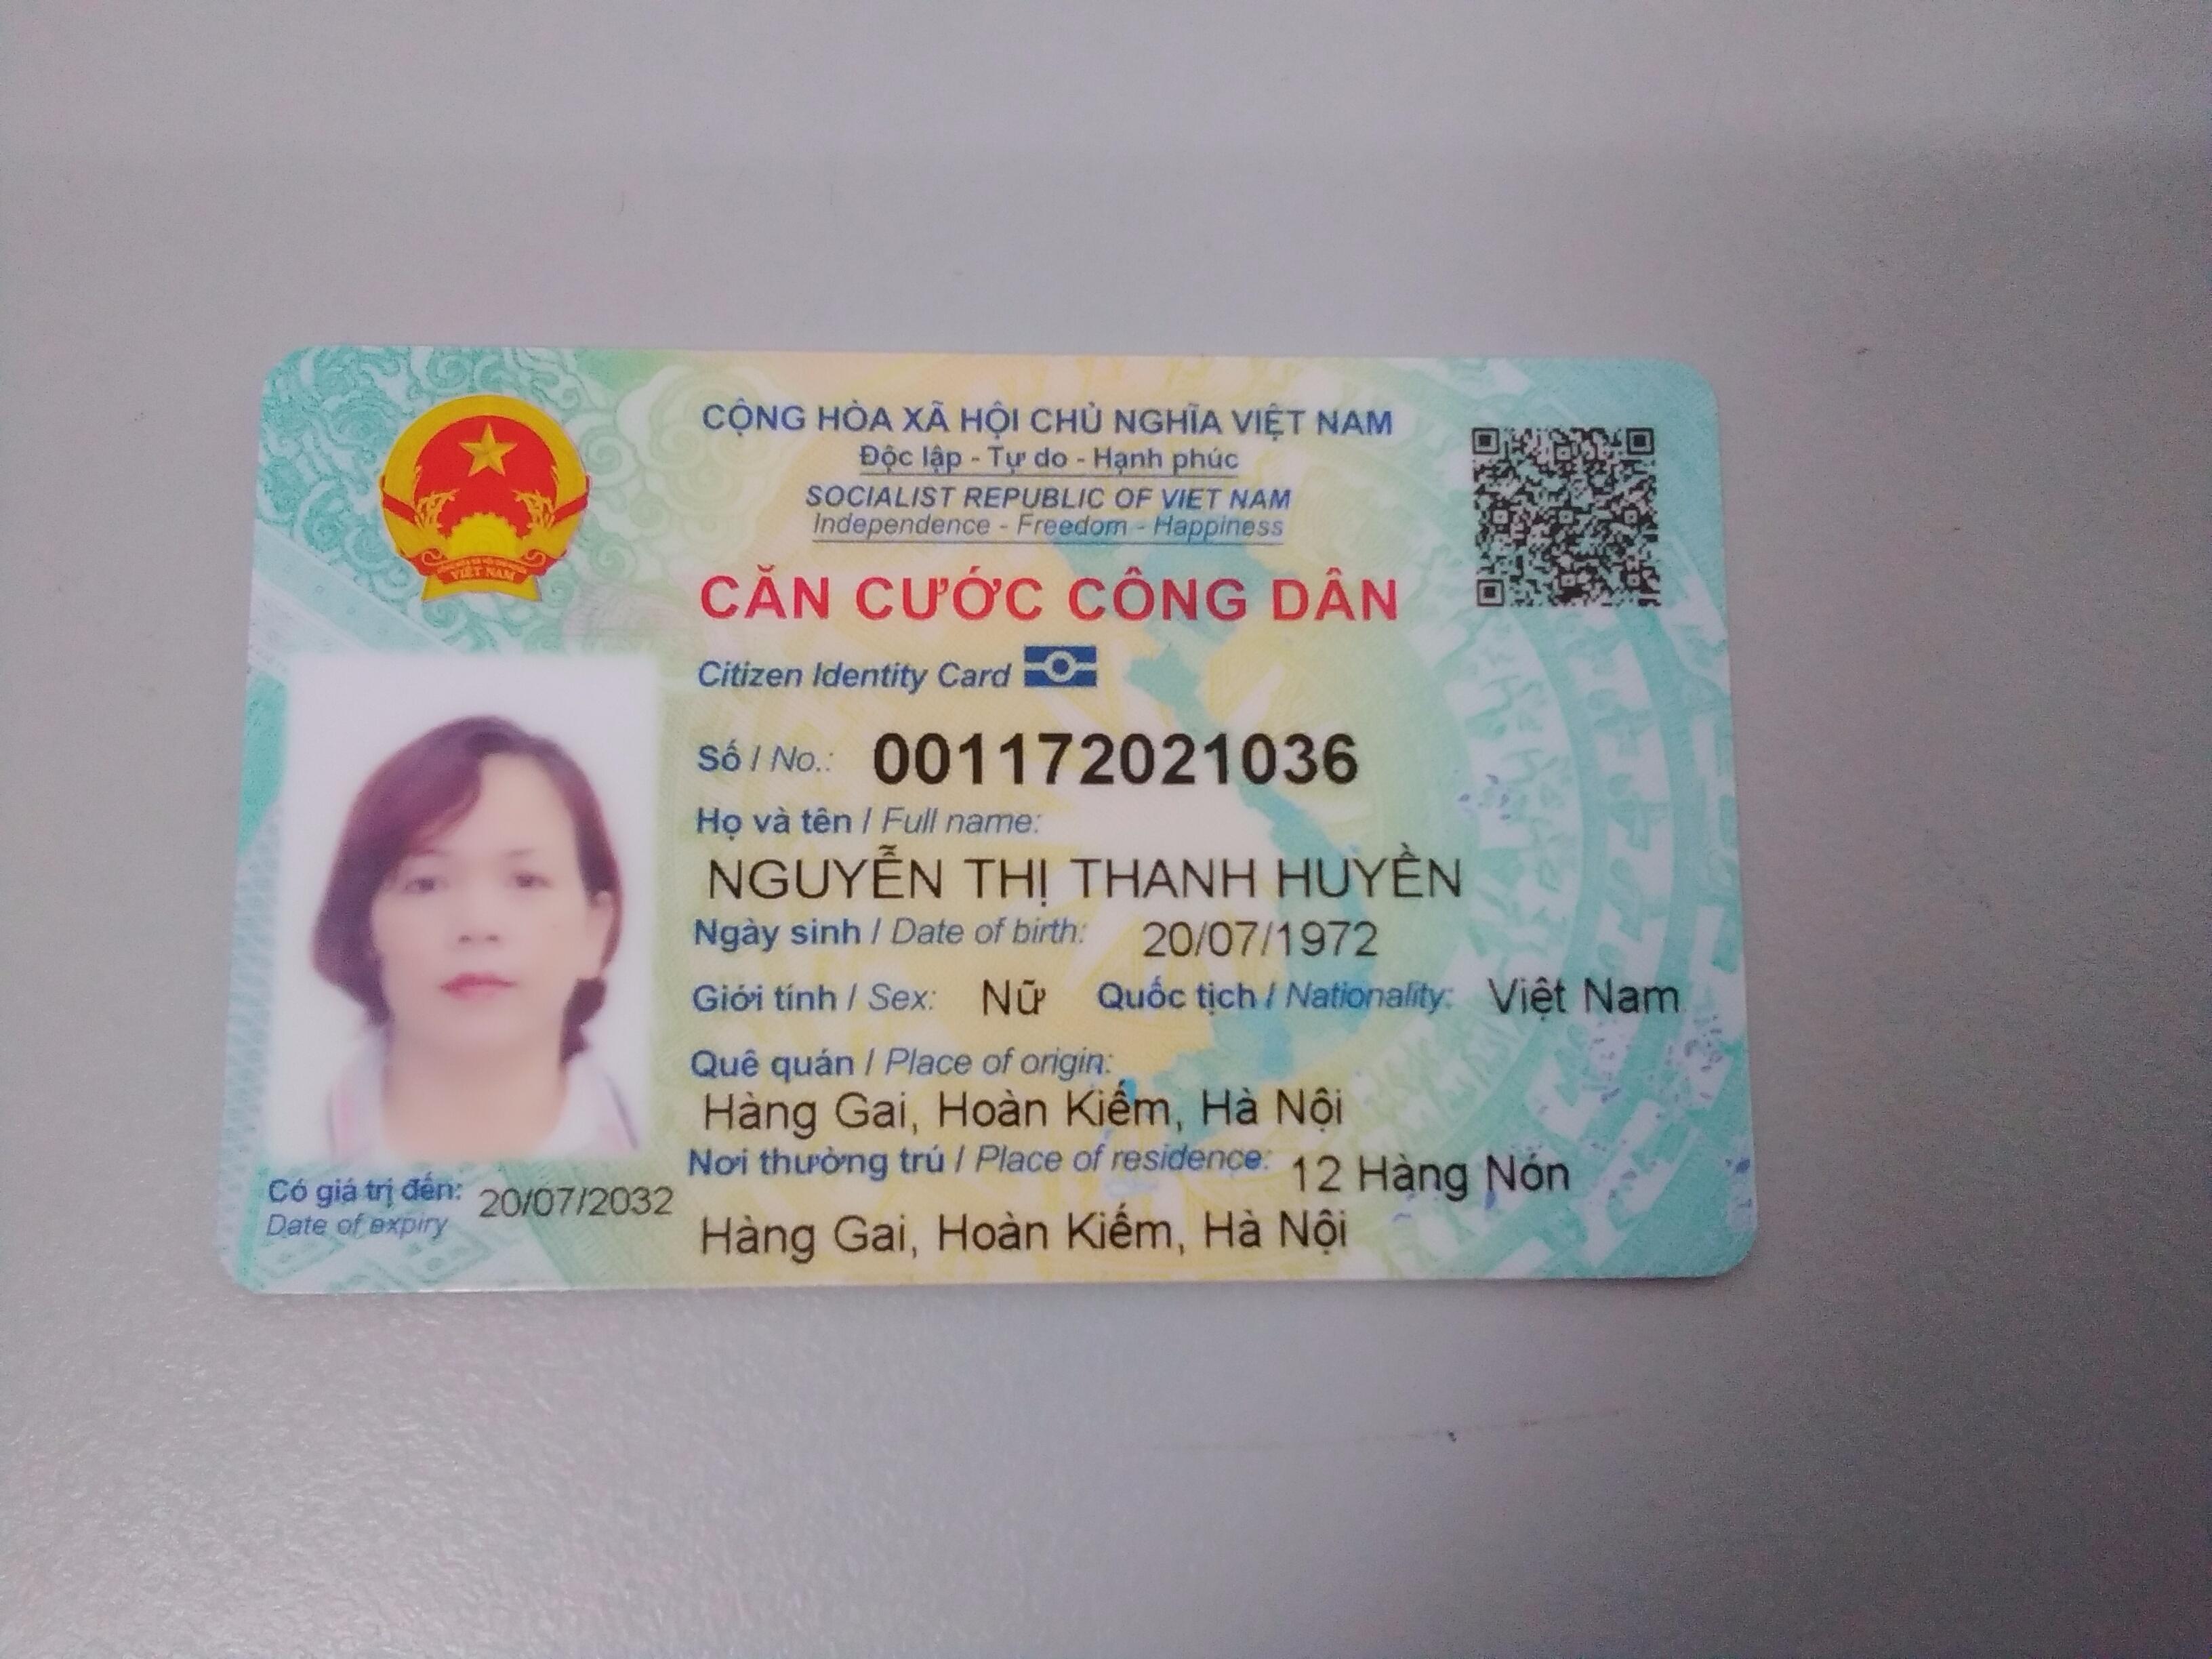 CỘNG HÒA XÃ HỘI CHỦ NGHĨA VIỆT NAM
Độc lập - Tự do - Hạnh phúc
SOCIALIST REPUBLIC OF VIET NAM
Independence - Freedom - Happiness
CĂN CƯỚC CÔNG DÂN
Citizen Identity Card
Số / No.: 001172021036
Họ và tên / Full name:
NGUYỄN THỊ THANH HUYỀN
Ngày sinh / Date of birth: 20/07/1972
Giới tính / Sex: Nữ Quốc tịch / Nationality: Việt Nam
Quê quán / Place of origin:
Hàng Gai, Hoàn Kiếm, Hà Nội
Nơi thường trú / Place of residence: 12 Hàng Nón
Hàng Gai, Hoàn Kiếm, Hà Nội
Có giá trị đến: 20/07/2032
Date of expiry
VIỆT NAM